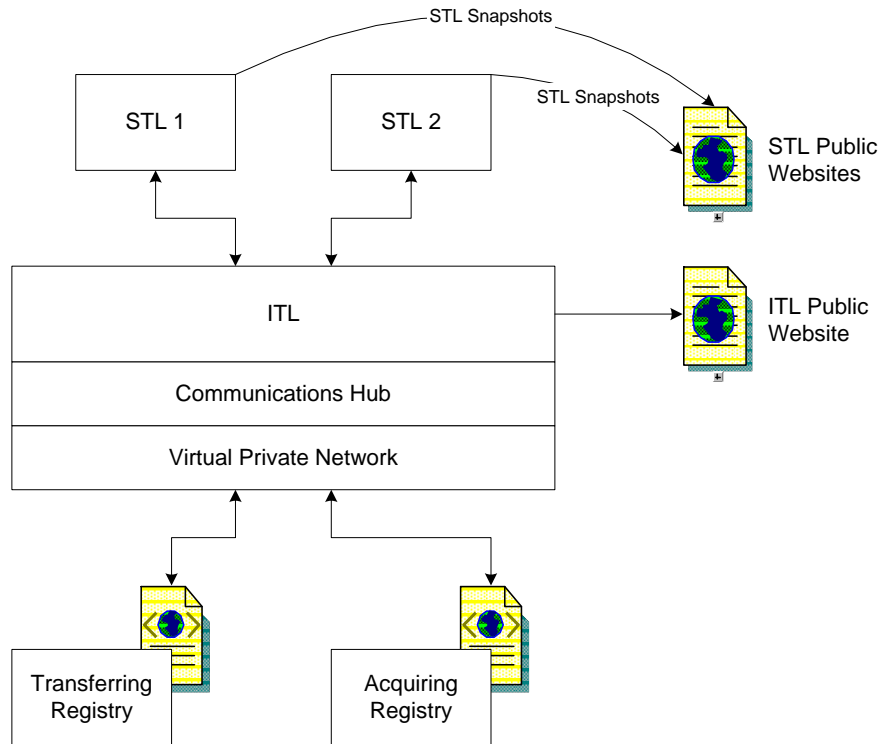 STL Snapshots
STL Snapshots
STL 1
STL 2
STL Public
Websites
ITL
ITL Public
Website
Communications Hub
Virtual Private Network
Transferring
Registry
Acquiring
Registry